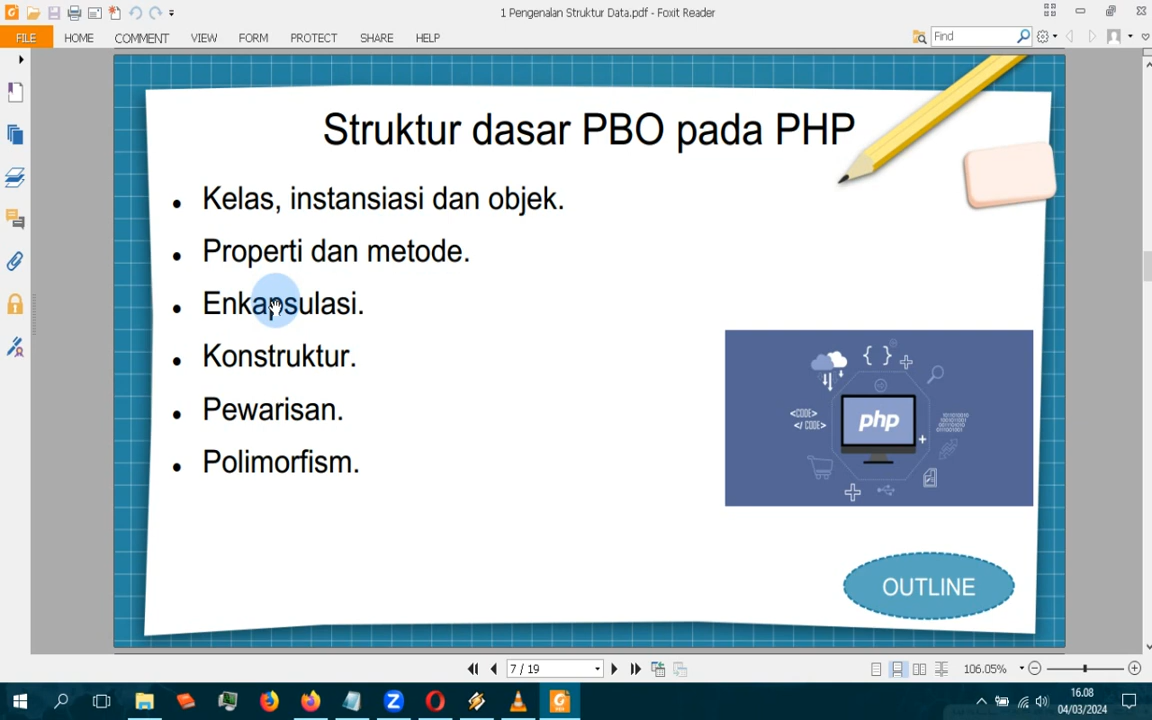 1 Pengenalan Struktur Data.pdf - Foxit Reader
FILE HOME COMMENT VIEW FORM PROTECT SHARE HELP
Find
Struktur dasar PBO pada PHP
• Kelas, instansiasi dan objek.
• Properti dan metode.
• Enkapsulasi.
• Konstruktur.
• Pewarisan.
• Polimorfism.
{ }
<CODE>
</ CODE>
php
OUTLINE
7 / 19
106.05%
16.08
04/03/2024